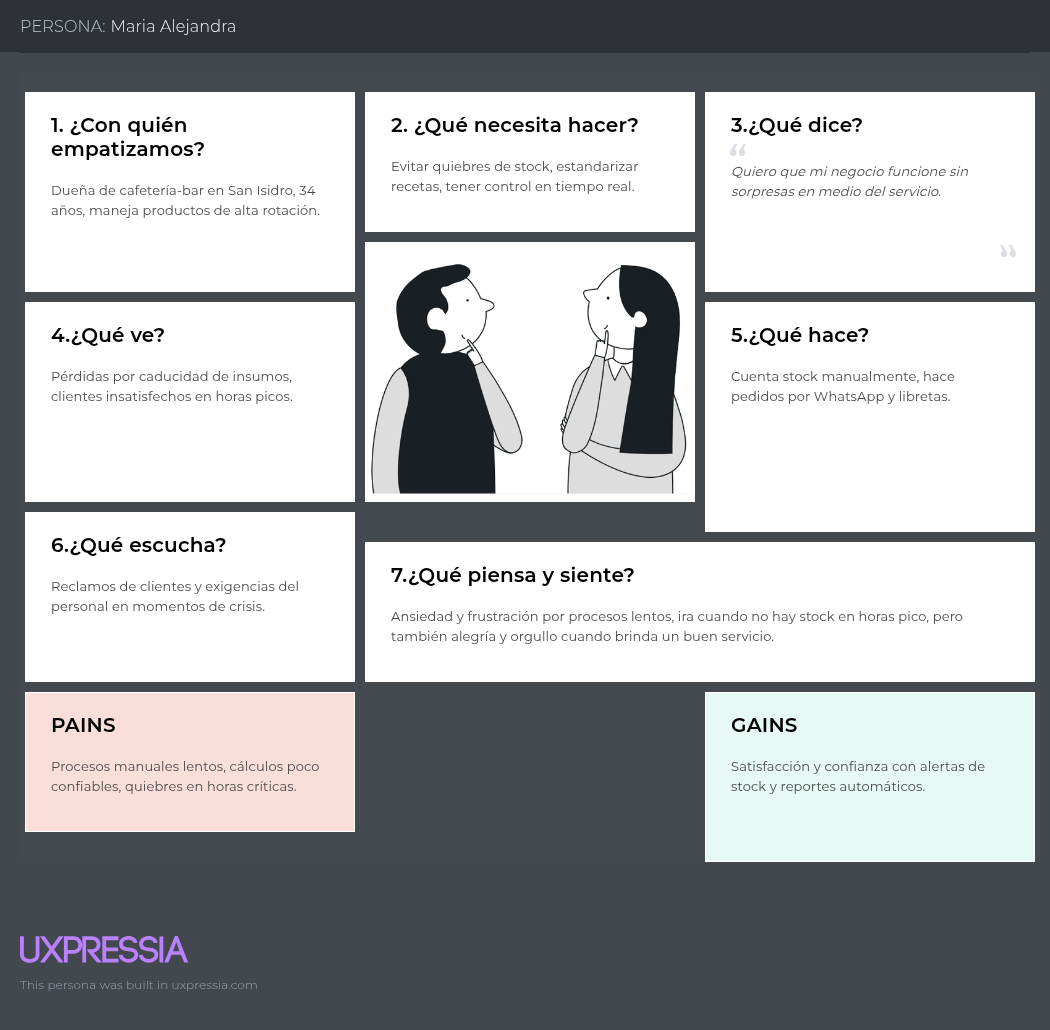 PERSONA: Maria Alejandra
1. ¿Con quién
empatizamos?
Dueña de cafetería-bar en San Isidro, 34
años, maneja productos de alta rotación.
2. ¿Qué necesita hacer?
Evitar quiebres de stock, estandarizar
recetas, tener control en tiempo real.
3.¿Qué dice?
“
Quiero que mi negocio funcione sin
sorpresas en medio del servicio.
”
4.¿Qué ve?
Pérdidas por caducidad de insumos,
clientes insatisfechos en horas picos.
5.¿Qué hace?
Cuenta stock manualmente, hace
pedidos por WhatsApp y libretas.
6.¿Qué escucha?
Reclamos de clientes y exigencias del
personal en momentos de crisis.
7.¿Qué piensa y siente?
Ansiedad y frustración por procesos lentos, ira cuando no hay stock en horas pico, pero
también alegría y orgullo cuando brinda un buen servicio.
PAINS
Procesos manuales lentos, cálculos poco
confiables, quiebres en horas críticas.
GAINS
Satisfacción y confianza con alertas de
stock y reportes automáticos.
UXPRESSIA
This persona was built in uxpressia.com